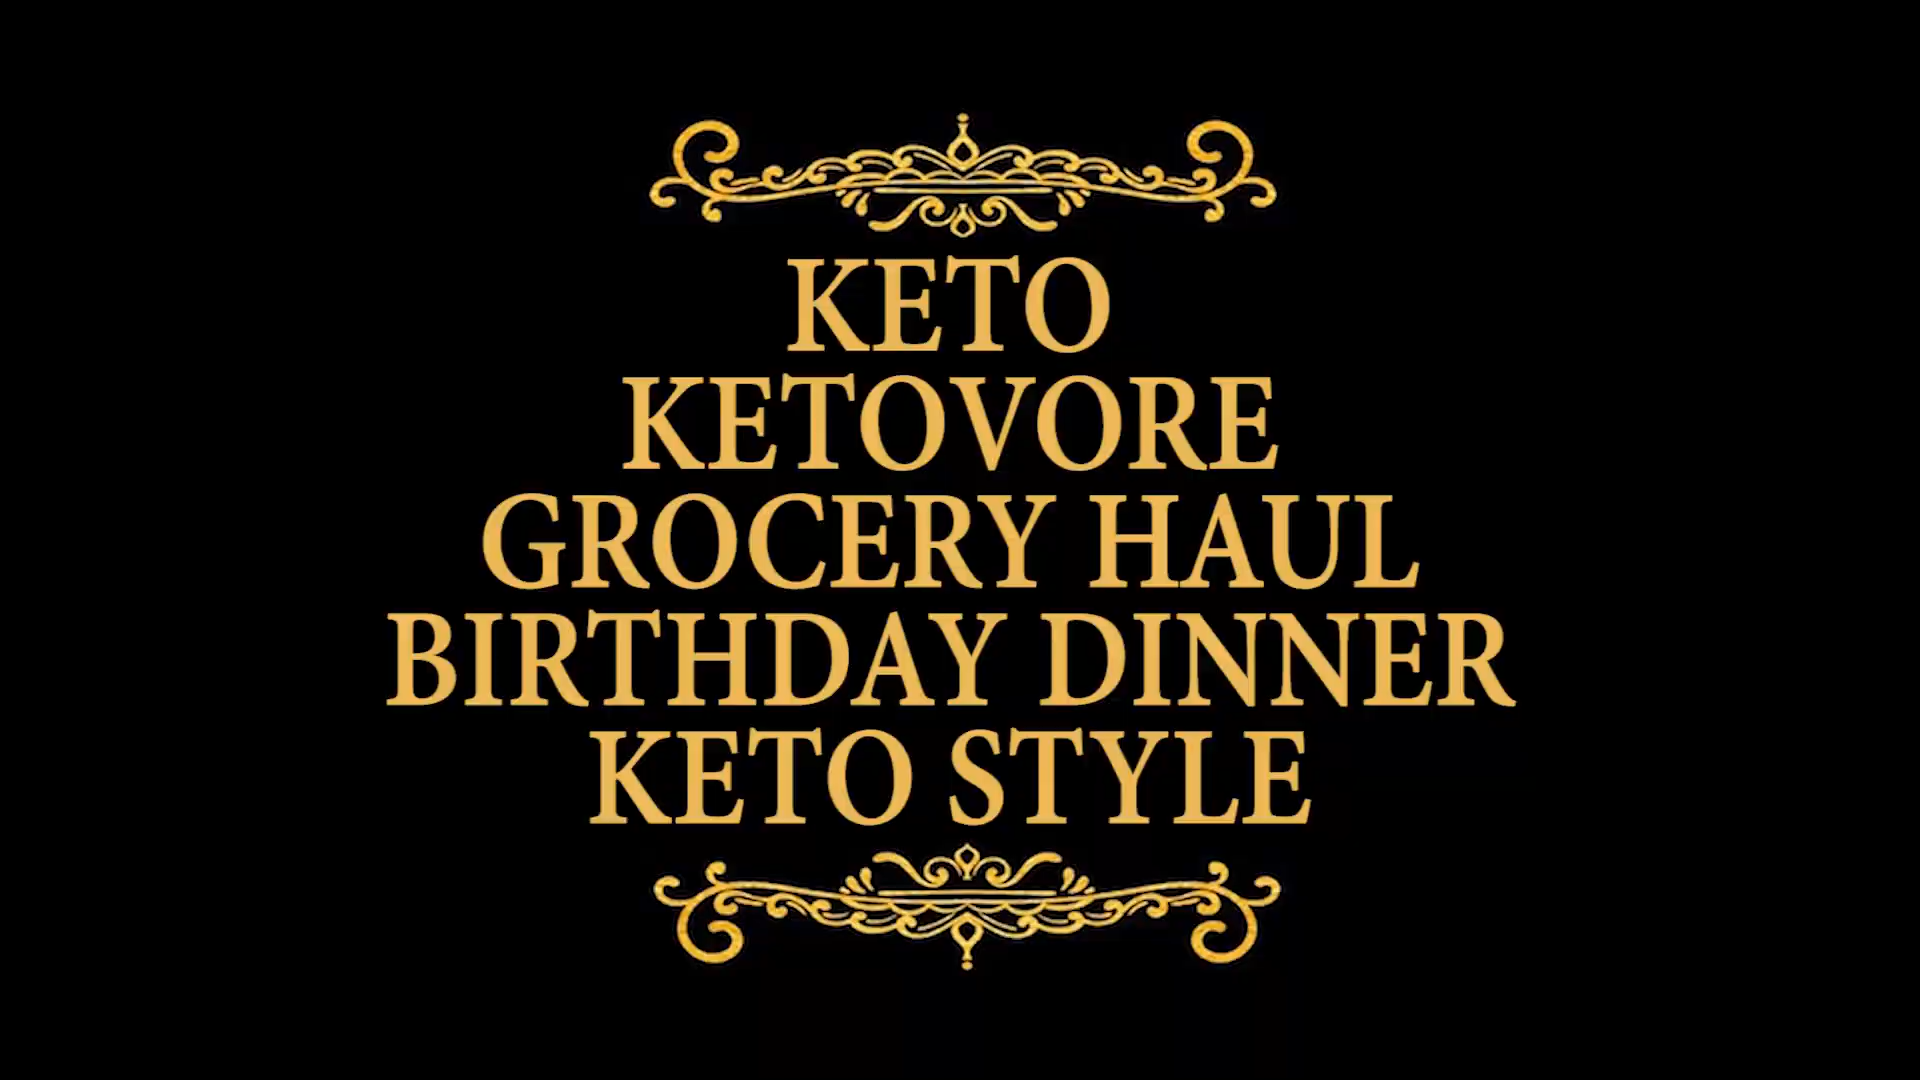 KETO
KETOVORE
GROCERY HAUL
BIRTHDAY DINNER
KETO STYLE